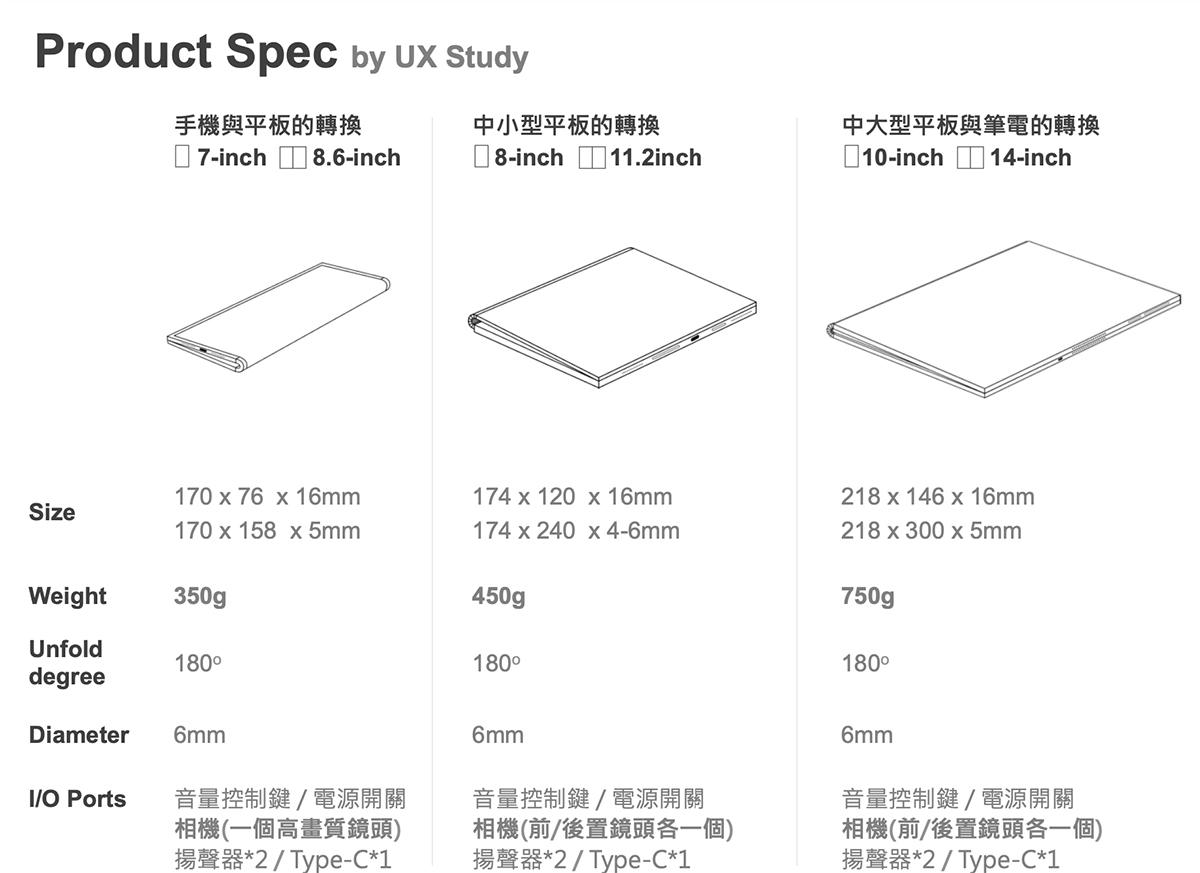 Product Spec by UX Study
手機與平板的轉換
7-inch 8.6-inch
中小型平板的轉換
8-inch 11.2inch
中大型平板與筆電的轉換
10-inch 14-inch
Size
170 x 76 x 16mm
170 x 158 x 5mm
174 x 120 x 16mm
174 x 240 x 4-6mm
218 x 146 x 16mm
218 x 300 x 5mm
Weight
350g
450g
750g
Unfold
degree
180º
180º
180º
Diameter
6mm
6mm
6mm
I/O Ports
音量控制鍵 / 電源開關
相機(一個高畫質鏡頭)
揚聲器*2 / Type-C*1
音量控制鍵 / 電源開關
相機(前/後置鏡頭各一個)
揚聲器*2 / Type-C*1
音量控制鍵 / 電源開關
相機(前/後置鏡頭各一個)
揚聲器*2 / Type-C*1